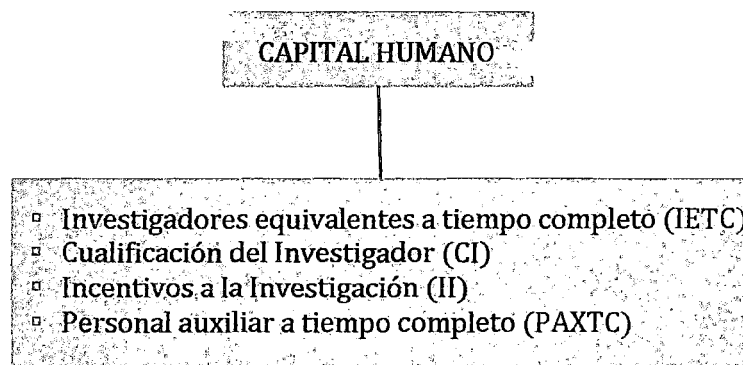 CAPITAL HUMANO
▫ Investigadores equivalentes a tiempo completo (IETC)
▫ Cualificación del Investigador (CI)
▫ Incentivos a la Investigación (II)
▫ Personal auxiliar a tiempo completo (PAXTC)